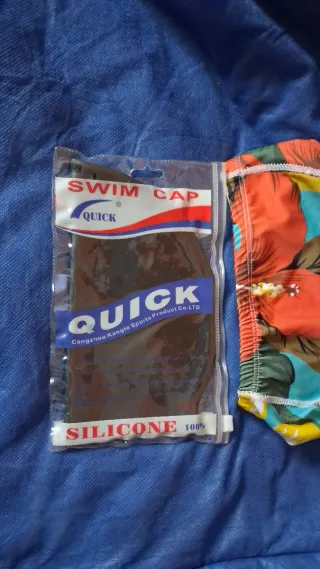 SWIM CAP
®
QUICK
QUICK
Cangzhou Kangte Sports Product Co.LTD
SILICONE 100%